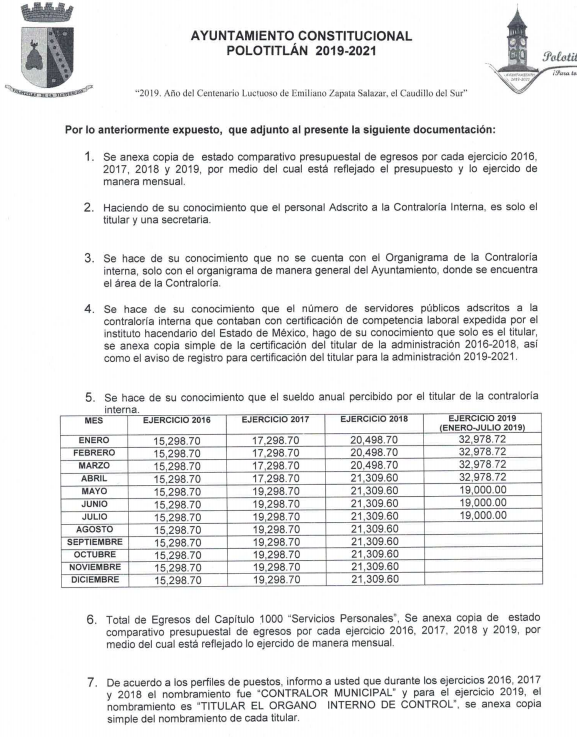 AYUNTAMIENTO CONSTITUCIONAL
POLOTITLÁN 2019-2021
"2019. Año del Centenario Luctuoso de Emiliano Zapata Salazar, el Caudillo del Sur"
Por lo anteriormente expuesto, que adjunto al presente la siguiente documentación:
1. Se anexa copia de estado comparativo presupuestal de egresos por cada ejercicio 2016,
2017, 2018 y 2019, por medio del cual está reflejado el presupuesto y lo ejercido de
manera mensual.
2. Haciendo de su conocimiento que el personal Adscrito a la Contraloría Interna, es solo el
titular y una secretaria.
3. Se hace de su conocimiento que no se cuenta con el Organigrama de la Contraloría
interna, solo con el organigrama de manera general del Ayuntamiento, donde se encuentra
el área de la Contraloría.
4. Se hace de su conocimiento que el número de servidores públicos adscritos a la
contraloría interna que contaban con certificación de competencia laboral expedida por el
instituto hacendario del Estado de México, hago de su conocimiento que solo es el titular,
se anexa copia simple de la certificación del titular de la administración 2016-2018, así
como el aviso de registro para certificación del titular para la administración 2019-2021.
5. Se hace de su conocimiento que el sueldo anual percibido por el titular de la contraloría
interna.
MES EJERCICIO 2016 EJERCICIO 2017 EJERCICIO 2018 EJERCICIO 2019
(ENERO-JULIO 2019)
ENERO 15,298.70 17,298.70 20,498.70 32,978.72
FEBRERO 15,298.70 17,298.70 20,498.70 32,978.72
MARZO 15,298.70 17,298.70 20,498.70 32,978.72
ABRIL 15,298.70 17,298.70 21,309.60 32,978.72
MAYO 15,298.70 19,298.70 21,309.60 19,000.00
JUNIO 15,298.70 19,298.70 21,309.60 19,000.00
JULIO 15,298.70 19,298.70 21,309.60 19,000.00
AGOSTO 15,298.70 19,298.70 21,309.60
SEPTIEMBRE 15,298.70 19,298.70 21,309.60
OCTUBRE 15,298.70 19,298.70 21,309.60
NOVIEMBRE 15,298.70 19,298.70 21,309.60
DICIEMBRE 15,298.70 19,298.70 21,309.60
6. Total de Egresos del Capítulo 1000 "Servicios Personales", Se anexa copia de estado
comparativo presupuestal de egresos por cada ejercicio 2016, 2017, 2018 y 2019, por
medio del cual está reflejado lo ejercido de manera mensual.
7. De acuerdo a los perfiles de puestos, informo a usted que durante los ejercicios 2016, 2017
y 2018 el nombramiento fue "CONTRALOR MUNICIPAL" y para el ejercicio 2019, el
nombramiento es "TITULAR EL ORGANO INTERNO DE CONTROL", se anexa copia
simple del nombramiento de cada titular.